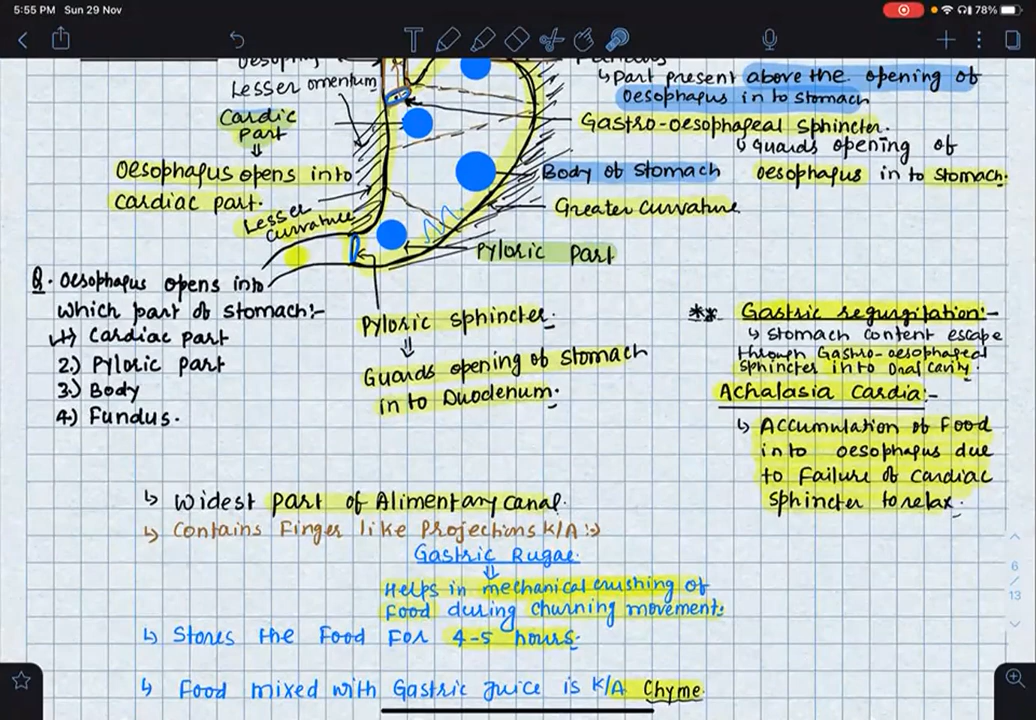 5:55 PM Sun 29 Nov
78%
Lesser omentum
Cardic
part
Oesophagus opens into
cardiac part.
Lesser
curvature
↳ Part present above the opening of
Oesophagus in to stomach
Gastro-oesophageal Sphincter.
↳ Guards opening of
oesophagus in to stomach.
Body of Stomach
Greater curvature
Pyloric Part
Pyloric sphincter.
Guards opening of stomach
in to Duodenum.
Q. Oesophagus opens into
which part of stomach:-
1) Cardiac part
2.) Pyloric part
3.) Body
4.) Fundus.
** Gastric regurgitation:-
↳ Stomach content escape
through Gastro-oesophageal
sphincter into oral cavity.
Achalasia Cardia:-
↳ Accumulation of Food
into oesophagus due
to Failure of cardiac
sphincter to relax.
↳ Widest part of Alimentary canal.
↳ Contains Finger like Projections K/A :->
Gastric Rugae.
Helps in mechanical crushing of
Food during churning movement.
↳ Stores the Food For 4-5 hours.
↳ Food mixed with Gastric juice is K/A Chyme.
6
/
13